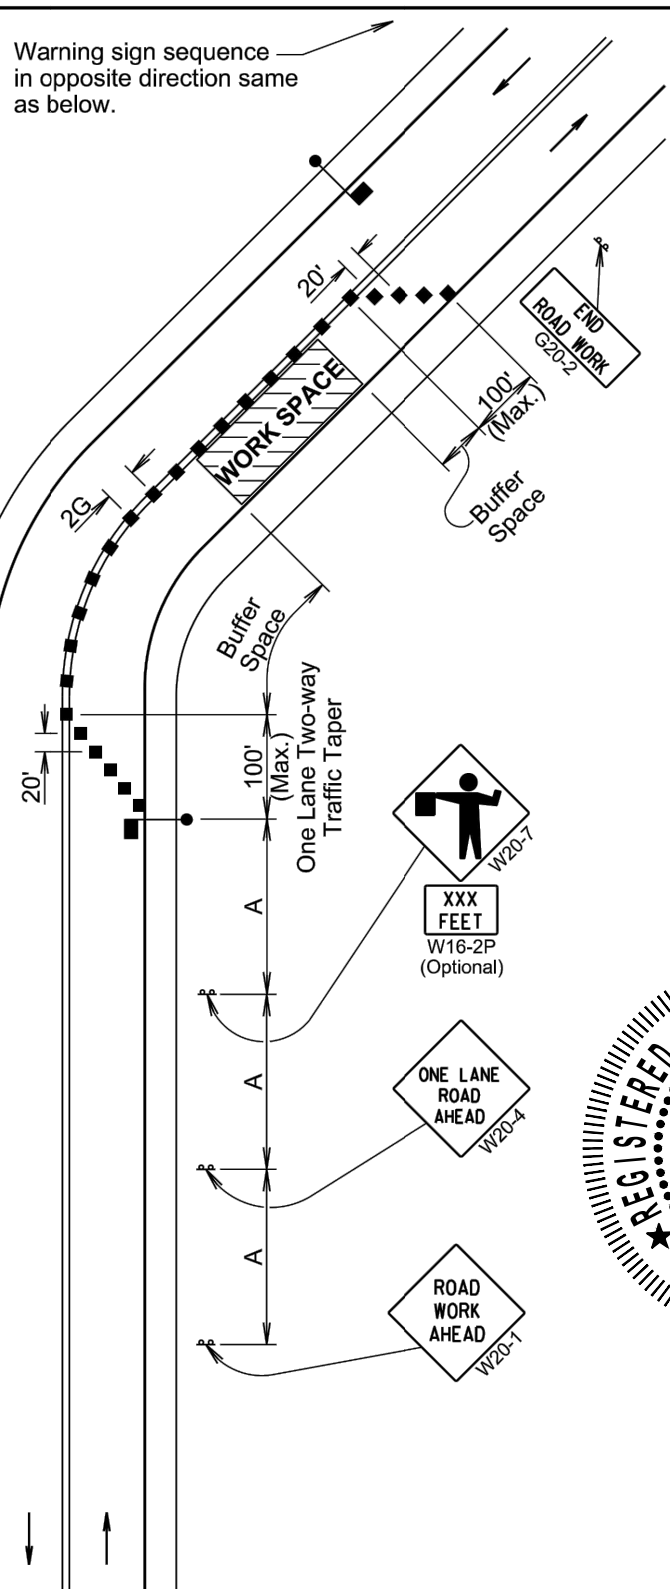 Warning sign sequence
in opposite direction same
as below.
20'
END
ROAD WORK
G20-2
WORK SPACE
100'
(Max.)
Buffer
Space
2G
Buffer
Space
100'
(Max.)
One Lane Two-way
Traffic Taper
20'
W20-7
XXX
FEET
W16-2P
(Optional)
A
A
ONE LANE
ROAD
AHEAD
W20-4
REGISTERED
A
ROAD
WORK
AHEAD
W20-1